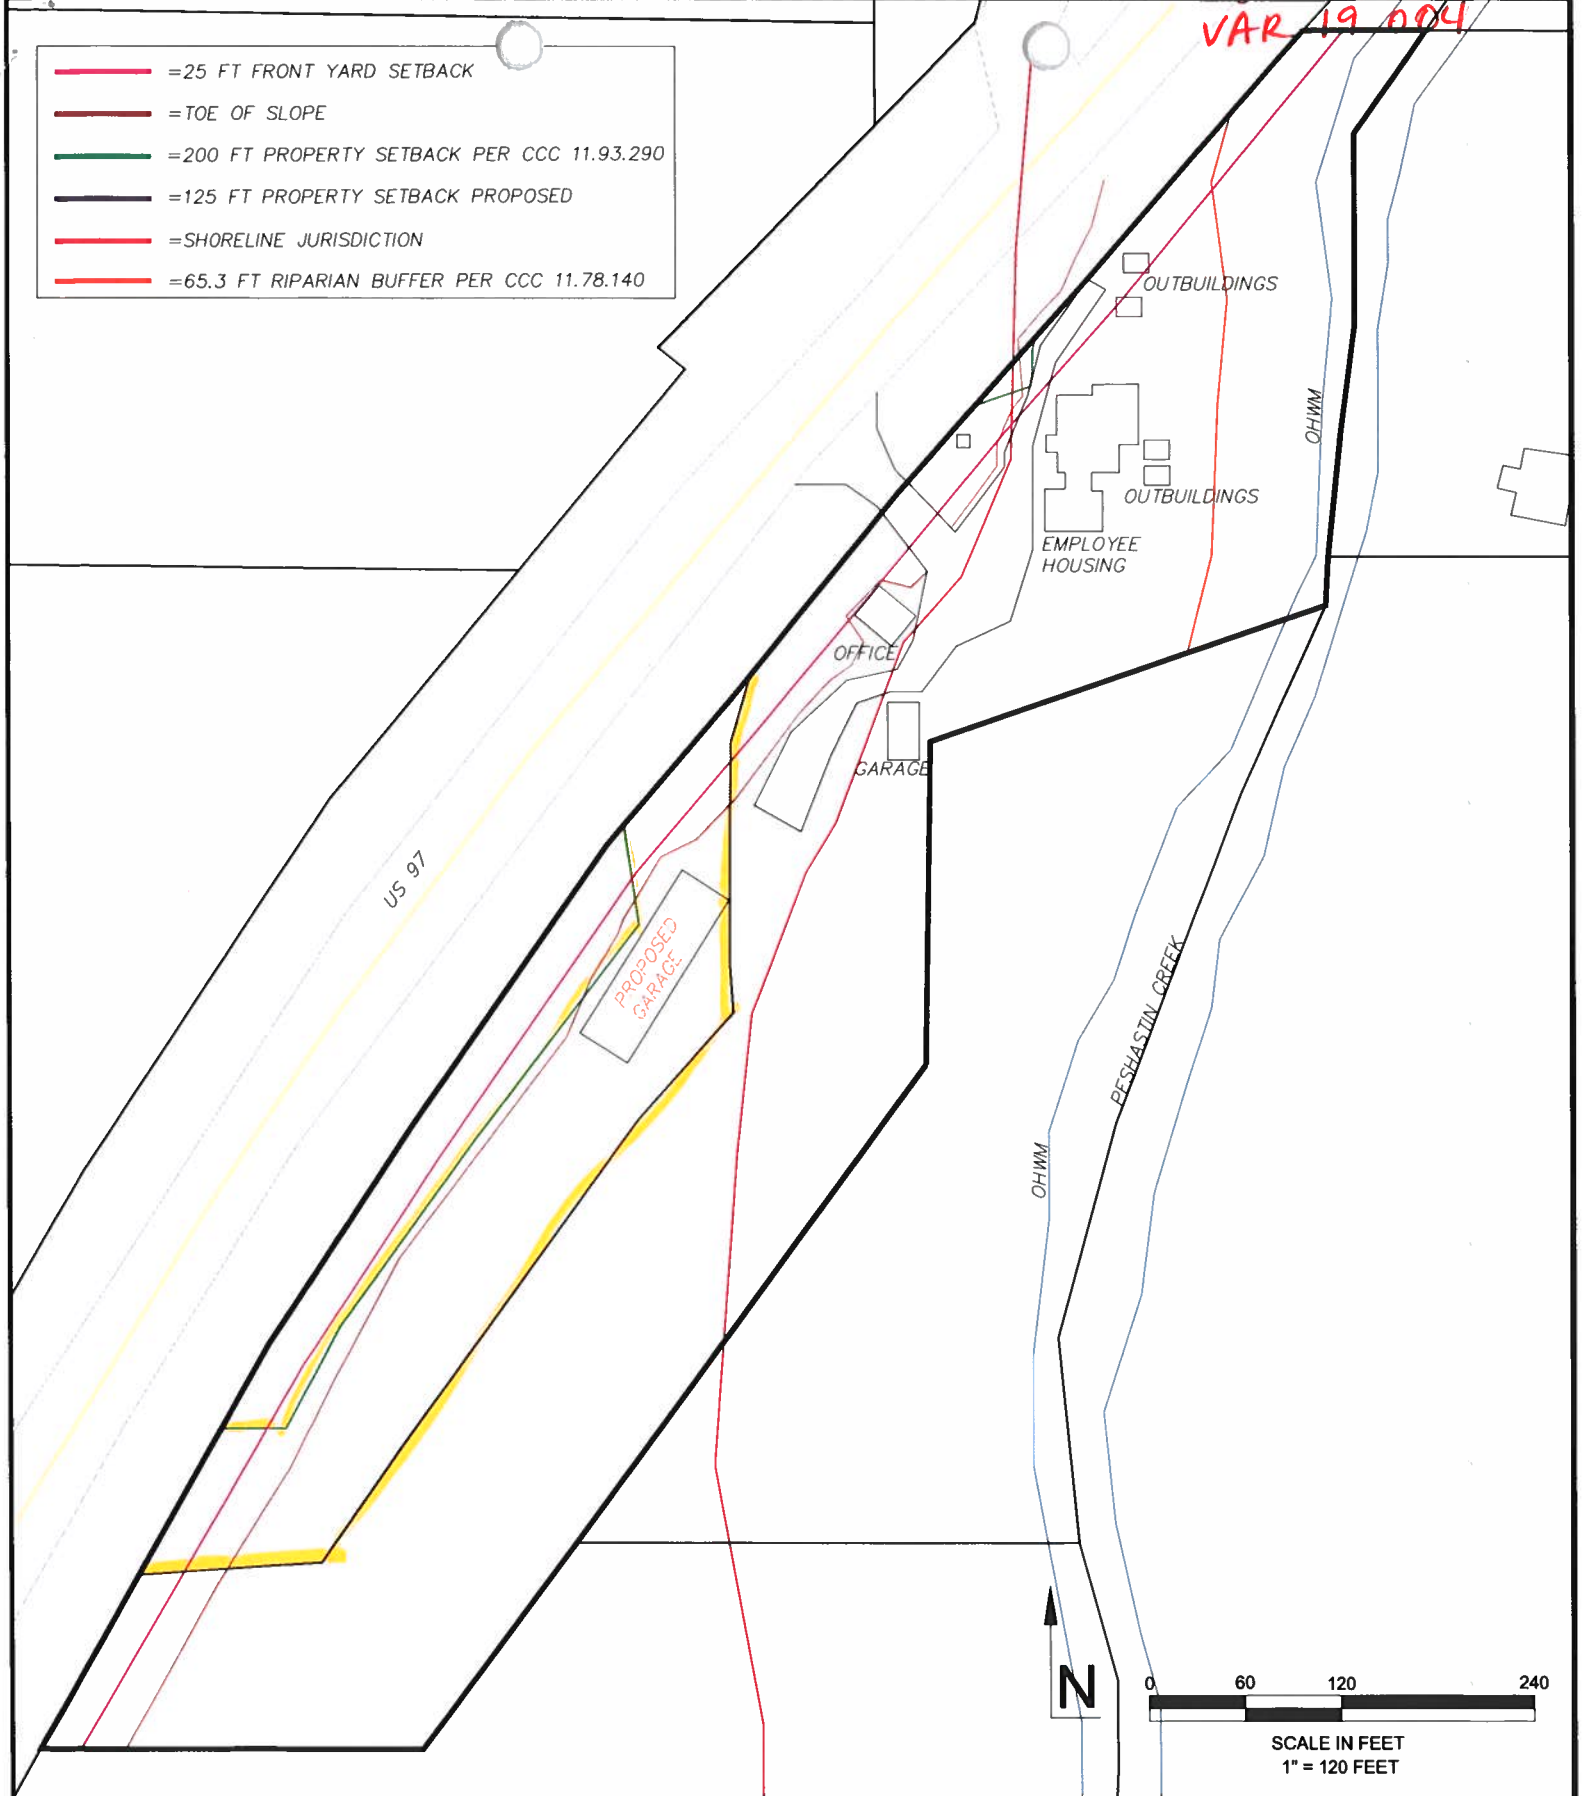 VAR 19 004
=25 FT FRONT YARD SETBACK
=TOE OF SLOPE
=200 FT PROPERTY SETBACK PER CCC 11.93.290
=125 FT PROPERTY SETBACK PROPOSED
=SHORELINE JURISDICTION
=65.3 FT RIPARIAN BUFFER PER CCC 11.78.140
OUTBUILDINGS
OHWM
OUTBUILDINGS
EMPLOYEE
HOUSING
OFFICE
GARAGE
US 97
PROPOSED
GARAGE
PESHASTIN CREEK
OHWM
N
0 60 120 240
SCALE IN FEET
1" = 120 FEET